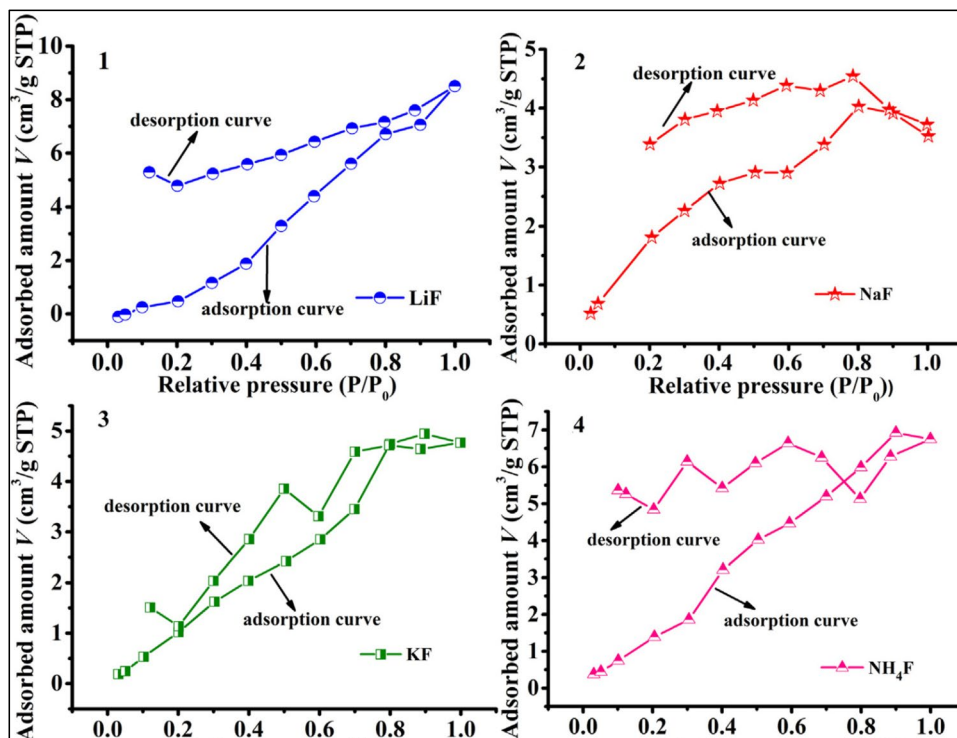 1
Adsorbed amount V (cm³/g STP)
10
8
6
4
2
0
desorption curve
adsorption curve
LiF
0.0 0.2 0.4 0.6 0.8 1.0
Relative pressure (P/P₀)
2
Adsorbed amount V (cm³/g STP)
5
4
3
2
1
0
desorption curve
adsorption curve
NaF
0.0 0.2 0.4 0.6 0.8 1.0
Relative pressure (P/P₀))
3
Adsorbed amount V (cm³/g STP)
5
4
3
2
1
0
desorption curve
adsorption curve
KF
0.0 0.2 0.4 0.6 0.8 1.0
4
Adsorbed amount V (cm³/g STP)
7
6
5
4
3
2
1
0
desorption curve
adsorption curve
NH₄F
0.0 0.2 0.4 0.6 0.8 1.0